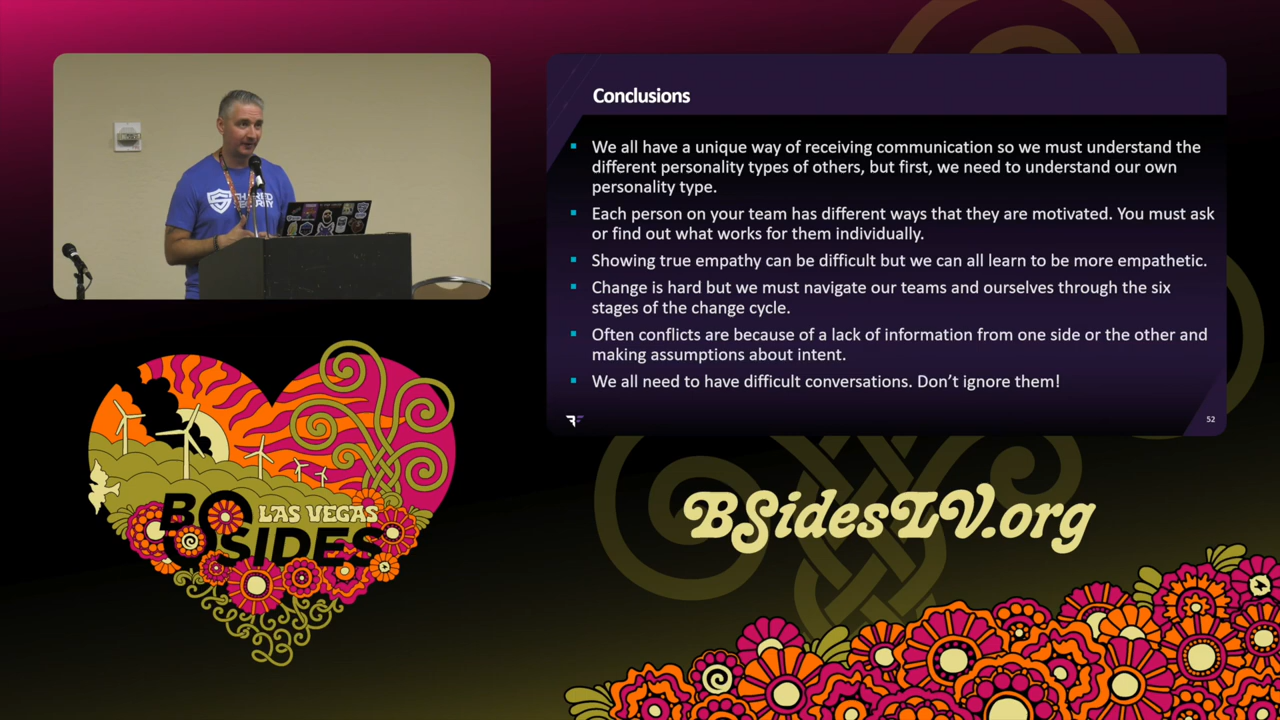 SHARED
SECURITY
Conclusions
We all have a unique way of receiving communication so we must understand the
different personality types of others, but first, we need to understand our own
personality type.
Each person on your team has different ways that they are motivated. You must ask
or find out what works for them individually.
Showing true empathy can be difficult but we can all learn to be more empathetic.
Change is hard but we must navigate our teams and ourselves through the six
stages of the change cycle.
Often conflicts are because of a lack of information from one side or the other and
making assumptions about intent.
We all need to have difficult conversations. Don’t ignore them!
52
LAS VEGAS
BSIDES
BSidesLV.org